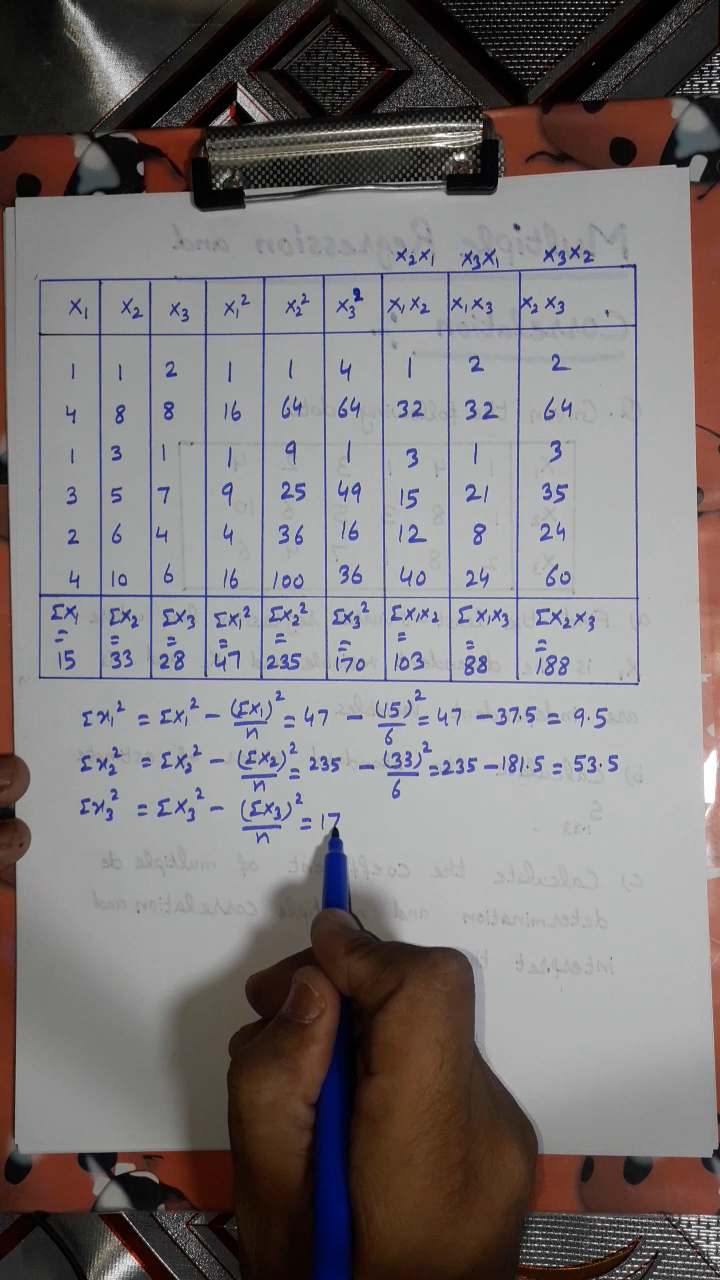 X₂X₁ X₃X₁ X₃X₂
X₁ X₂ X₃ X₁² X₂² X₃² X₁X₂ X₁X₃ X₂X₃
1 1 2 1 1 4 1 2 2
4 8 8 16 64 64 32 32 64
1 3 1 1 9 1 3 1 3
3 5 7 9 25 49 15 21 35
2 6 4 4 36 16 12 8 24
4 10 6 16 100 36 40 24 60
ΣX₁ = 15 ΣX₂ = 33 ΣX₃ = 28 ΣX₁² = 47 ΣX₂² = 235 ΣX₃² = 170 ΣX₁X₂ = 103 ΣX₁X₃ = 88 ΣX₂X₃ = 188
Σx₁² = ΣX₁² - (ΣX₁)²/n = 47 - (15)²/6 = 47 - 37.5 = 9.5
Σx₂² = ΣX₂² - (ΣX₂)²/n = 235 - (33)²/6 = 235 - 181.5 = 53.5
Σx₃² = ΣX₃² - (ΣX₃)²/n = 17